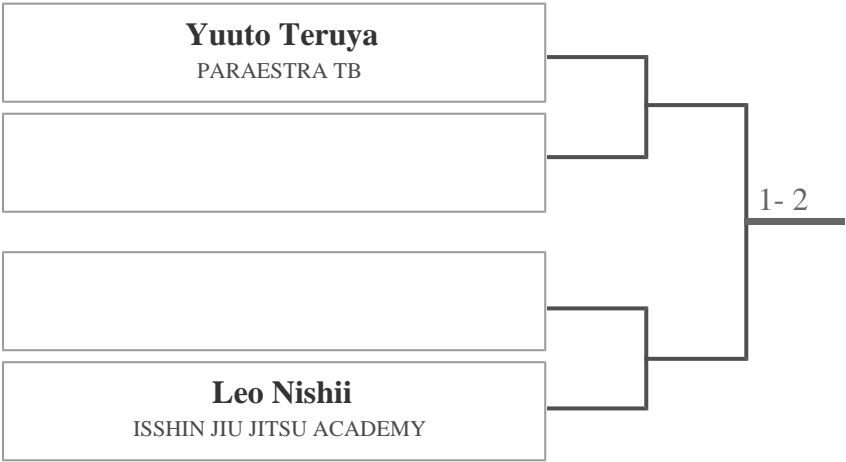 Yuuto Teruya
PARAESTRA TB
1- 2
Leo Nishii
ISSHIN JIU JITSU ACADEMY